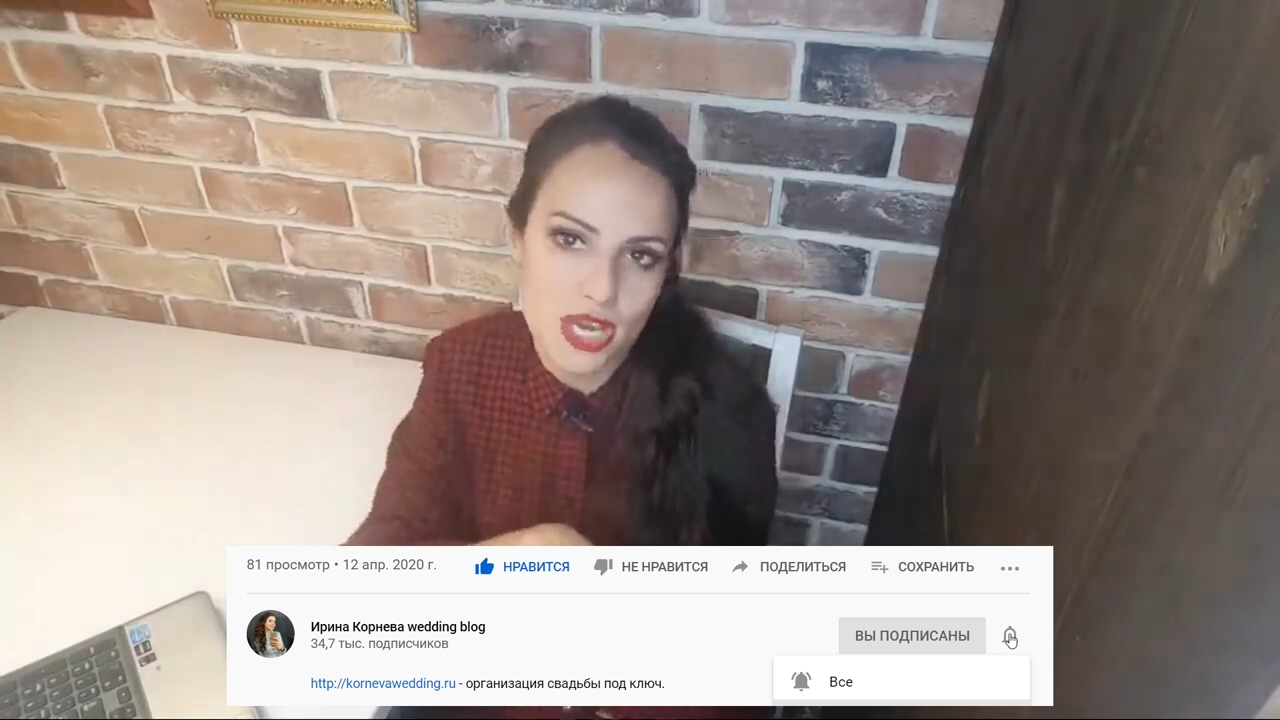 81 просмотр • 12 апр. 2020 г.
НРАВИТСЯ
НЕ НРАВИТСЯ
ПОДЕЛИТЬСЯ
СОХРАНИТЬ
Ирина Корнева wedding blog
34,7 тыс. подписчиков
ВЫ ПОДПИСАНЫ
http://kornevawedding.ru - организация свадьбы под ключ.
Все